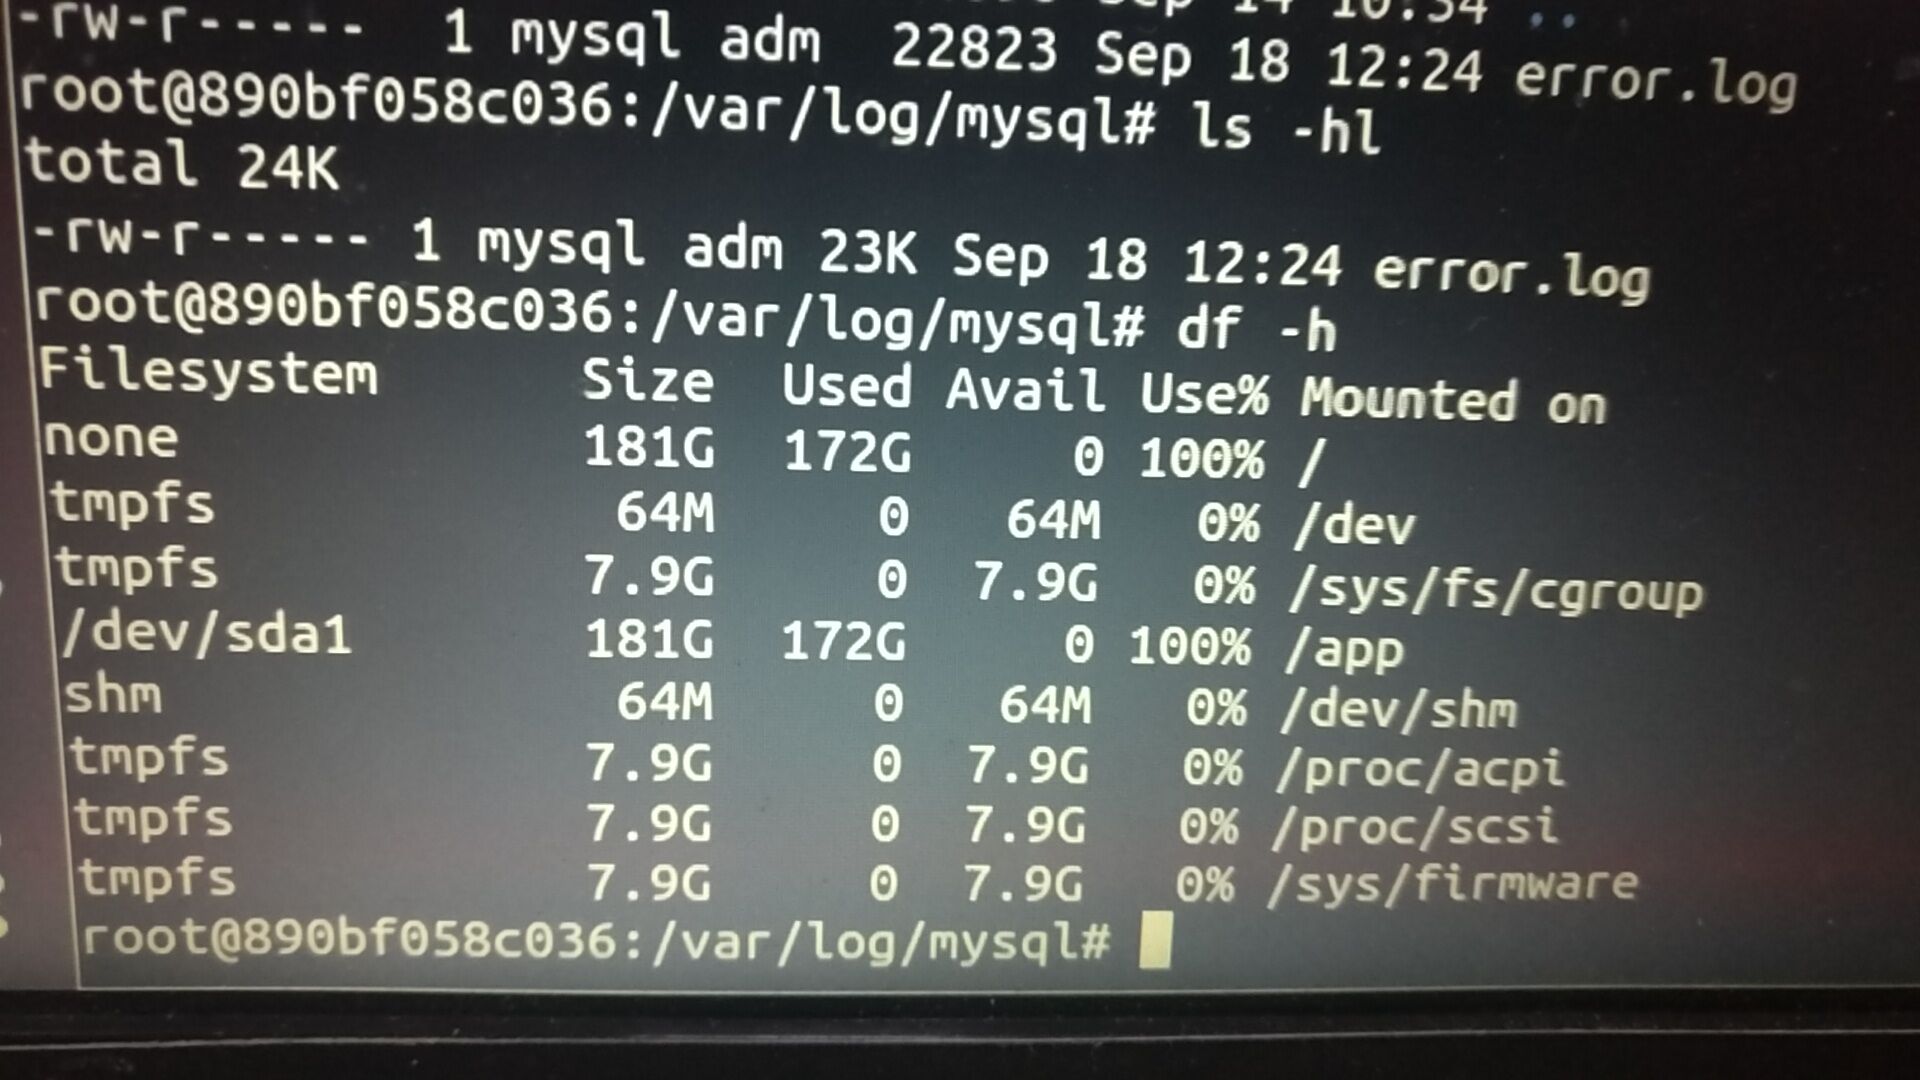 Sep 14 10:34 ..
-rw-r----- 1 mysql adm 22823 Sep 18 12:24 error.log
root@890bf058c036:/var/log/mysql# ls -hl
total 24K
-rw-r----- 1 mysql adm 23K Sep 18 12:24 error.log
root@890bf058c036:/var/log/mysql# df -h
Filesystem Size Used Avail Use% Mounted on
none 181G 172G 0 100% /
tmpfs 64M 0 64M 0% /dev
tmpfs 7.9G 0 7.9G 0% /sys/fs/cgroup
/dev/sda1 181G 172G 0 100% /app
shm 64M 0 64M 0% /dev/shm
tmpfs 7.9G 0 7.9G 0% /proc/acpi
tmpfs 7.9G 0 7.9G 0% /proc/scsi
tmpfs 7.9G 0 7.9G 0% /sys/firmware
root@890bf058c036:/var/log/mysql#